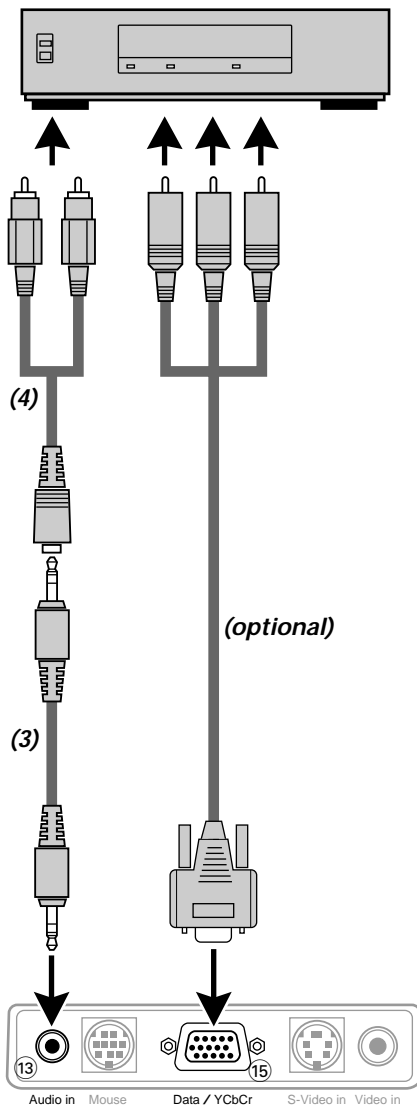 (4)
(optional)
(3)
13
15
Audio in Mouse Data / YCbCr S-Video in Video in